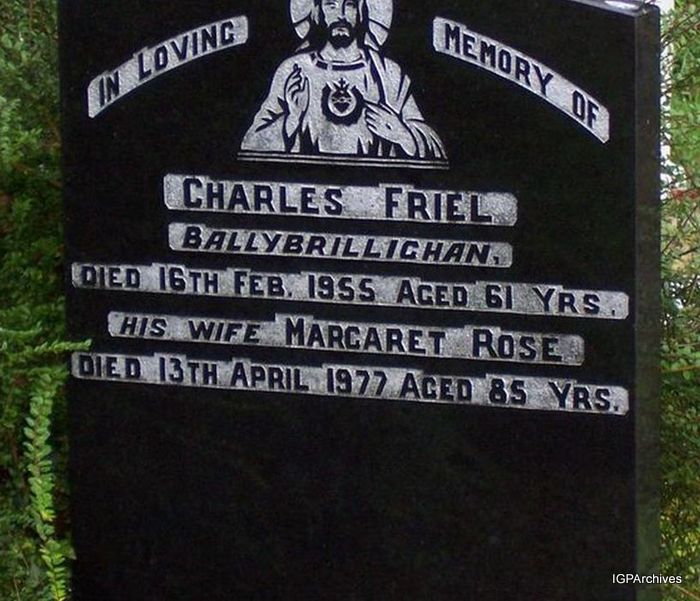 IN LOVING MEMORY OF
CHARLES FRIEL
BALLYBRILLIGHAN,
DIED 16TH FEB. 1955 AGED 61 YRS.
HIS WIFE MARGARET ROSE
DIED 13TH APRIL 1977 AGED 85 YRS.
IGPArchives